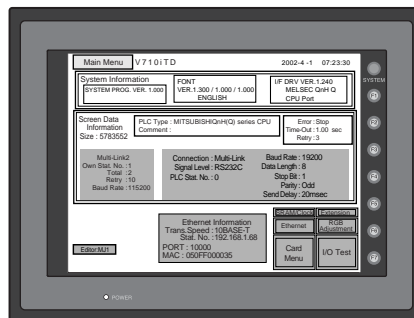 Main Menu V710iTD 2002-4 -1 07:23:30
SYSTEM
System Information
SYSTEM PROG. VER. 1.000
FONT
VER.1.300 / 1.000 / 1.000
ENGLISH
I/F DRV VER.1.240
MELSEC QnH Q
CPU Port
F1
F2
F3
F4
F5
F6
F7
Screen Data
Information
Size : 5783552
PLC Type : MITSUBISHIQnH(Q) series CPU
Comment :
Error : Stop
Time-Out : 1.00 sec
Retry : 3
Multi-Link2
Own Stat. No. :1
Total :2
Retry :10
Baud Rate :115200
Connection : Multi-Link
Signal Level : RS232C
PLC Stat. No. : 0
Baud Rate : 19200
Data Length : 8
Stop Bit : 1
Parity : Odd
Send Delay : 20msec
Ethernet Information
Trans.Speed : 10BASE-T
Stat. No. :192.168.1.68
PORT : 10000
MAC : 050FF000035
SRAM/Clock
Extension
Ethernet
RGB
Adjustment
Card
Menu
I/O Test
Editor:MJ1
POWER